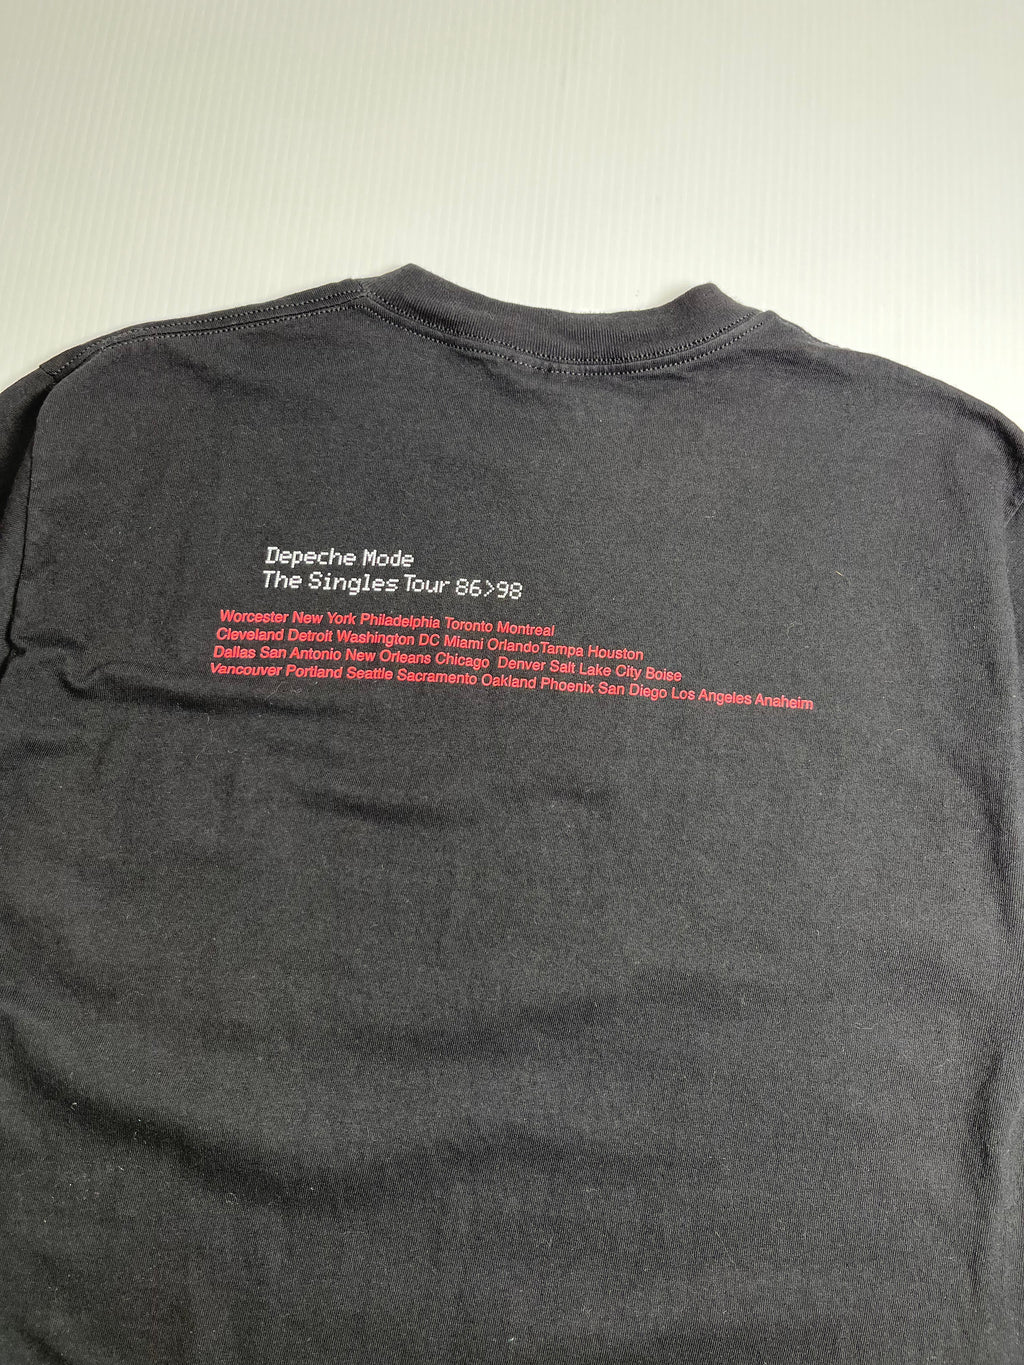 Depeche Mode
The Singles Tour 86>98
Worcester New York Philadelphia Toronto Montreal
Cleveland Detroit Washington DC Miami OrlandoTampa Houston
Dallas San Antonio New Orleans Chicago Denver Salt Lake City Boise
Vancouver Portland Seattle Sacramento Oakland Phoenix San Diego Los Angeles Anaheim